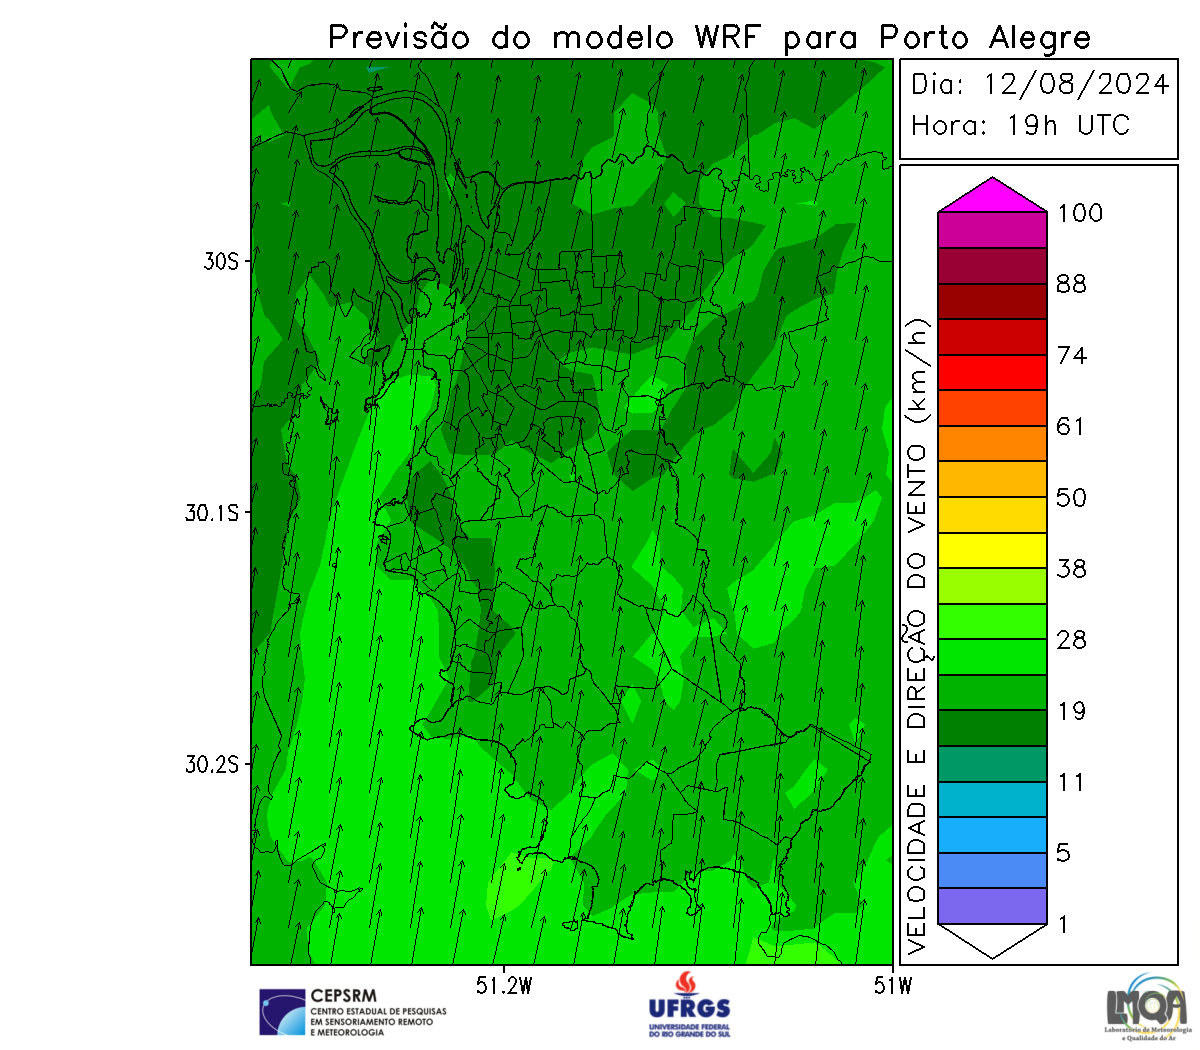 Previsão do modelo WRF para Porto Alegre
Dia: 12/08/2024
Hora: 19h UTC
30S
30.1S
30.2S
51.2W
51W
VELOCIDADE E DIREÇÃO DO VENTO (km/h)
100
88
74
61
50
38
28
19
11
5
1
CEPSRM
CENTRO ESTADUAL DE PESQUISAS
EM SENSORIAMENTO REMOTO
E METEOROLOGIA
UFRGS
UNIVERSIDADE FEDERAL
DO RIO GRANDE DO SUL
LMQA
Laboratório de Meteorologia
e Qualidade do Ar